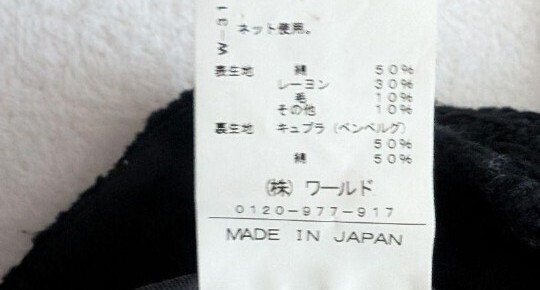 ネット使用。
表生地 綿 50%
レーヨン 30%
毛 10%
その他 10%
裏生地 キュプラ（ベンベルグ）
50%
綿 50%
㈱ ワールド
0120-977-917
MADE IN JAPAN